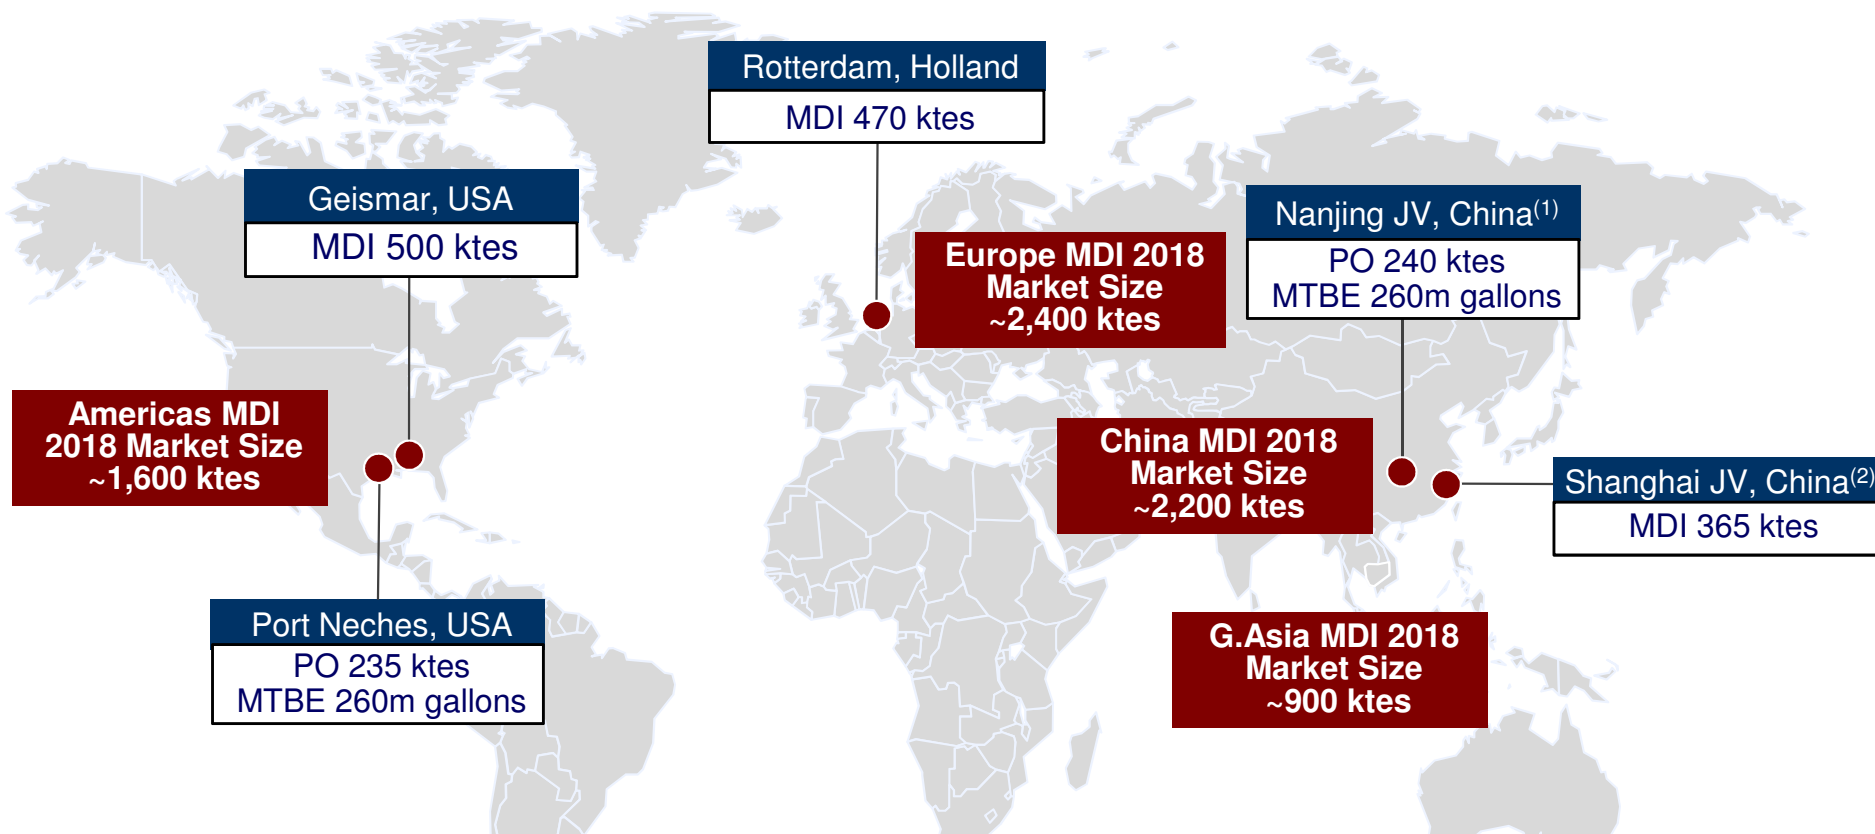 Rotterdam, Holland
MDI 470 ktes
Geismar, USA
MDI 500 ktes
Nanjing JV, China(1)
PO 240 ktes
MTBE 260m gallons
Europe MDI 2018
Market Size
~2,400 ktes
Americas MDI
2018 Market Size
~1,600 ktes
China MDI 2018
Market Size
~2,200 ktes
Shanghai JV, China(2)
MDI 365 ktes
Port Neches, USA
PO 235 ktes
MTBE 260m gallons
G.Asia MDI 2018
Market Size
~900 ktes